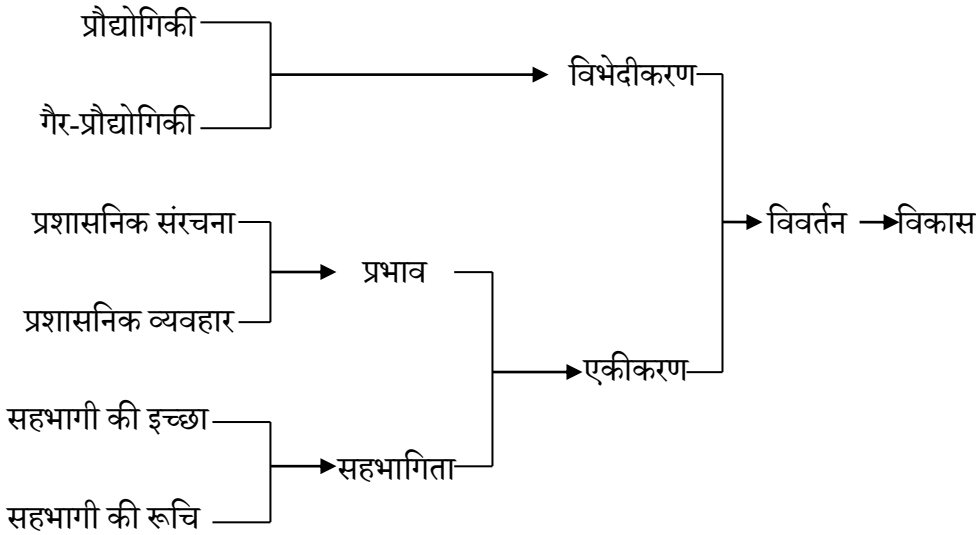 प्रौद्योगिकी
विभेदीकरण
गैर-प्रौद्योगिकी
प्रशासनिक संरचना
विवर्तन
विकास
प्रभाव
प्रशासनिक व्यवहार
एकीकरण
सहभागी की इच्छा
सहभागिता
सहभागी की रूचि